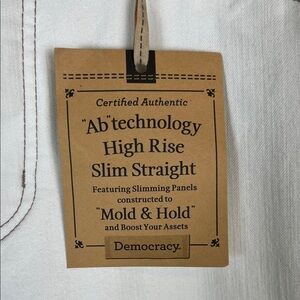 Certified Authentic
"Ab"technology
High Rise
Slim Straight
Featuring Slimming Panels
constructed to
"Mold & Hold"
and Boost Your Assets
Democracy.